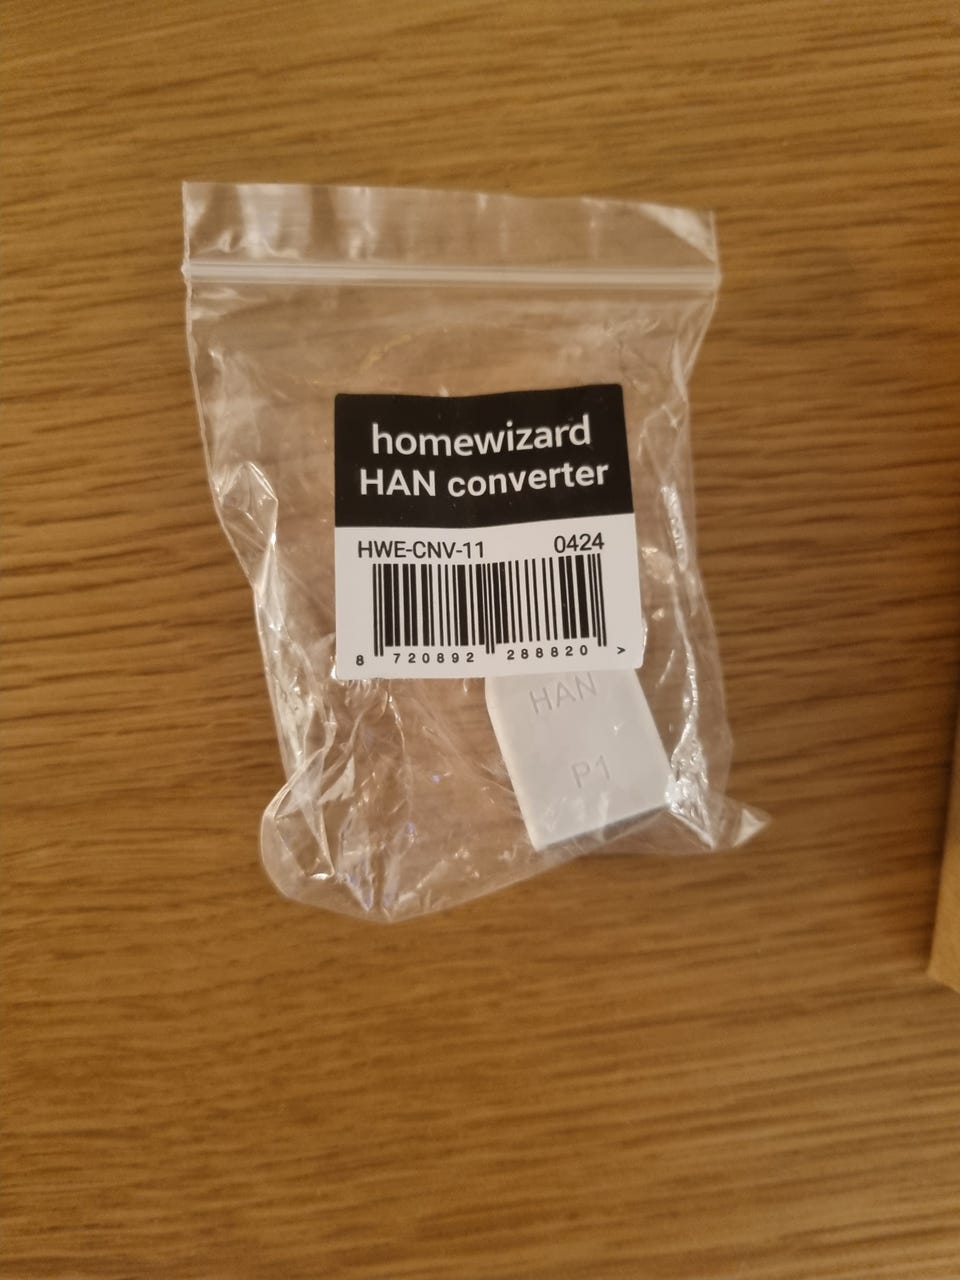 homewizard
HAN converter
HWE-CNV-11 0424
8 720892 288820 >
HAN
P1